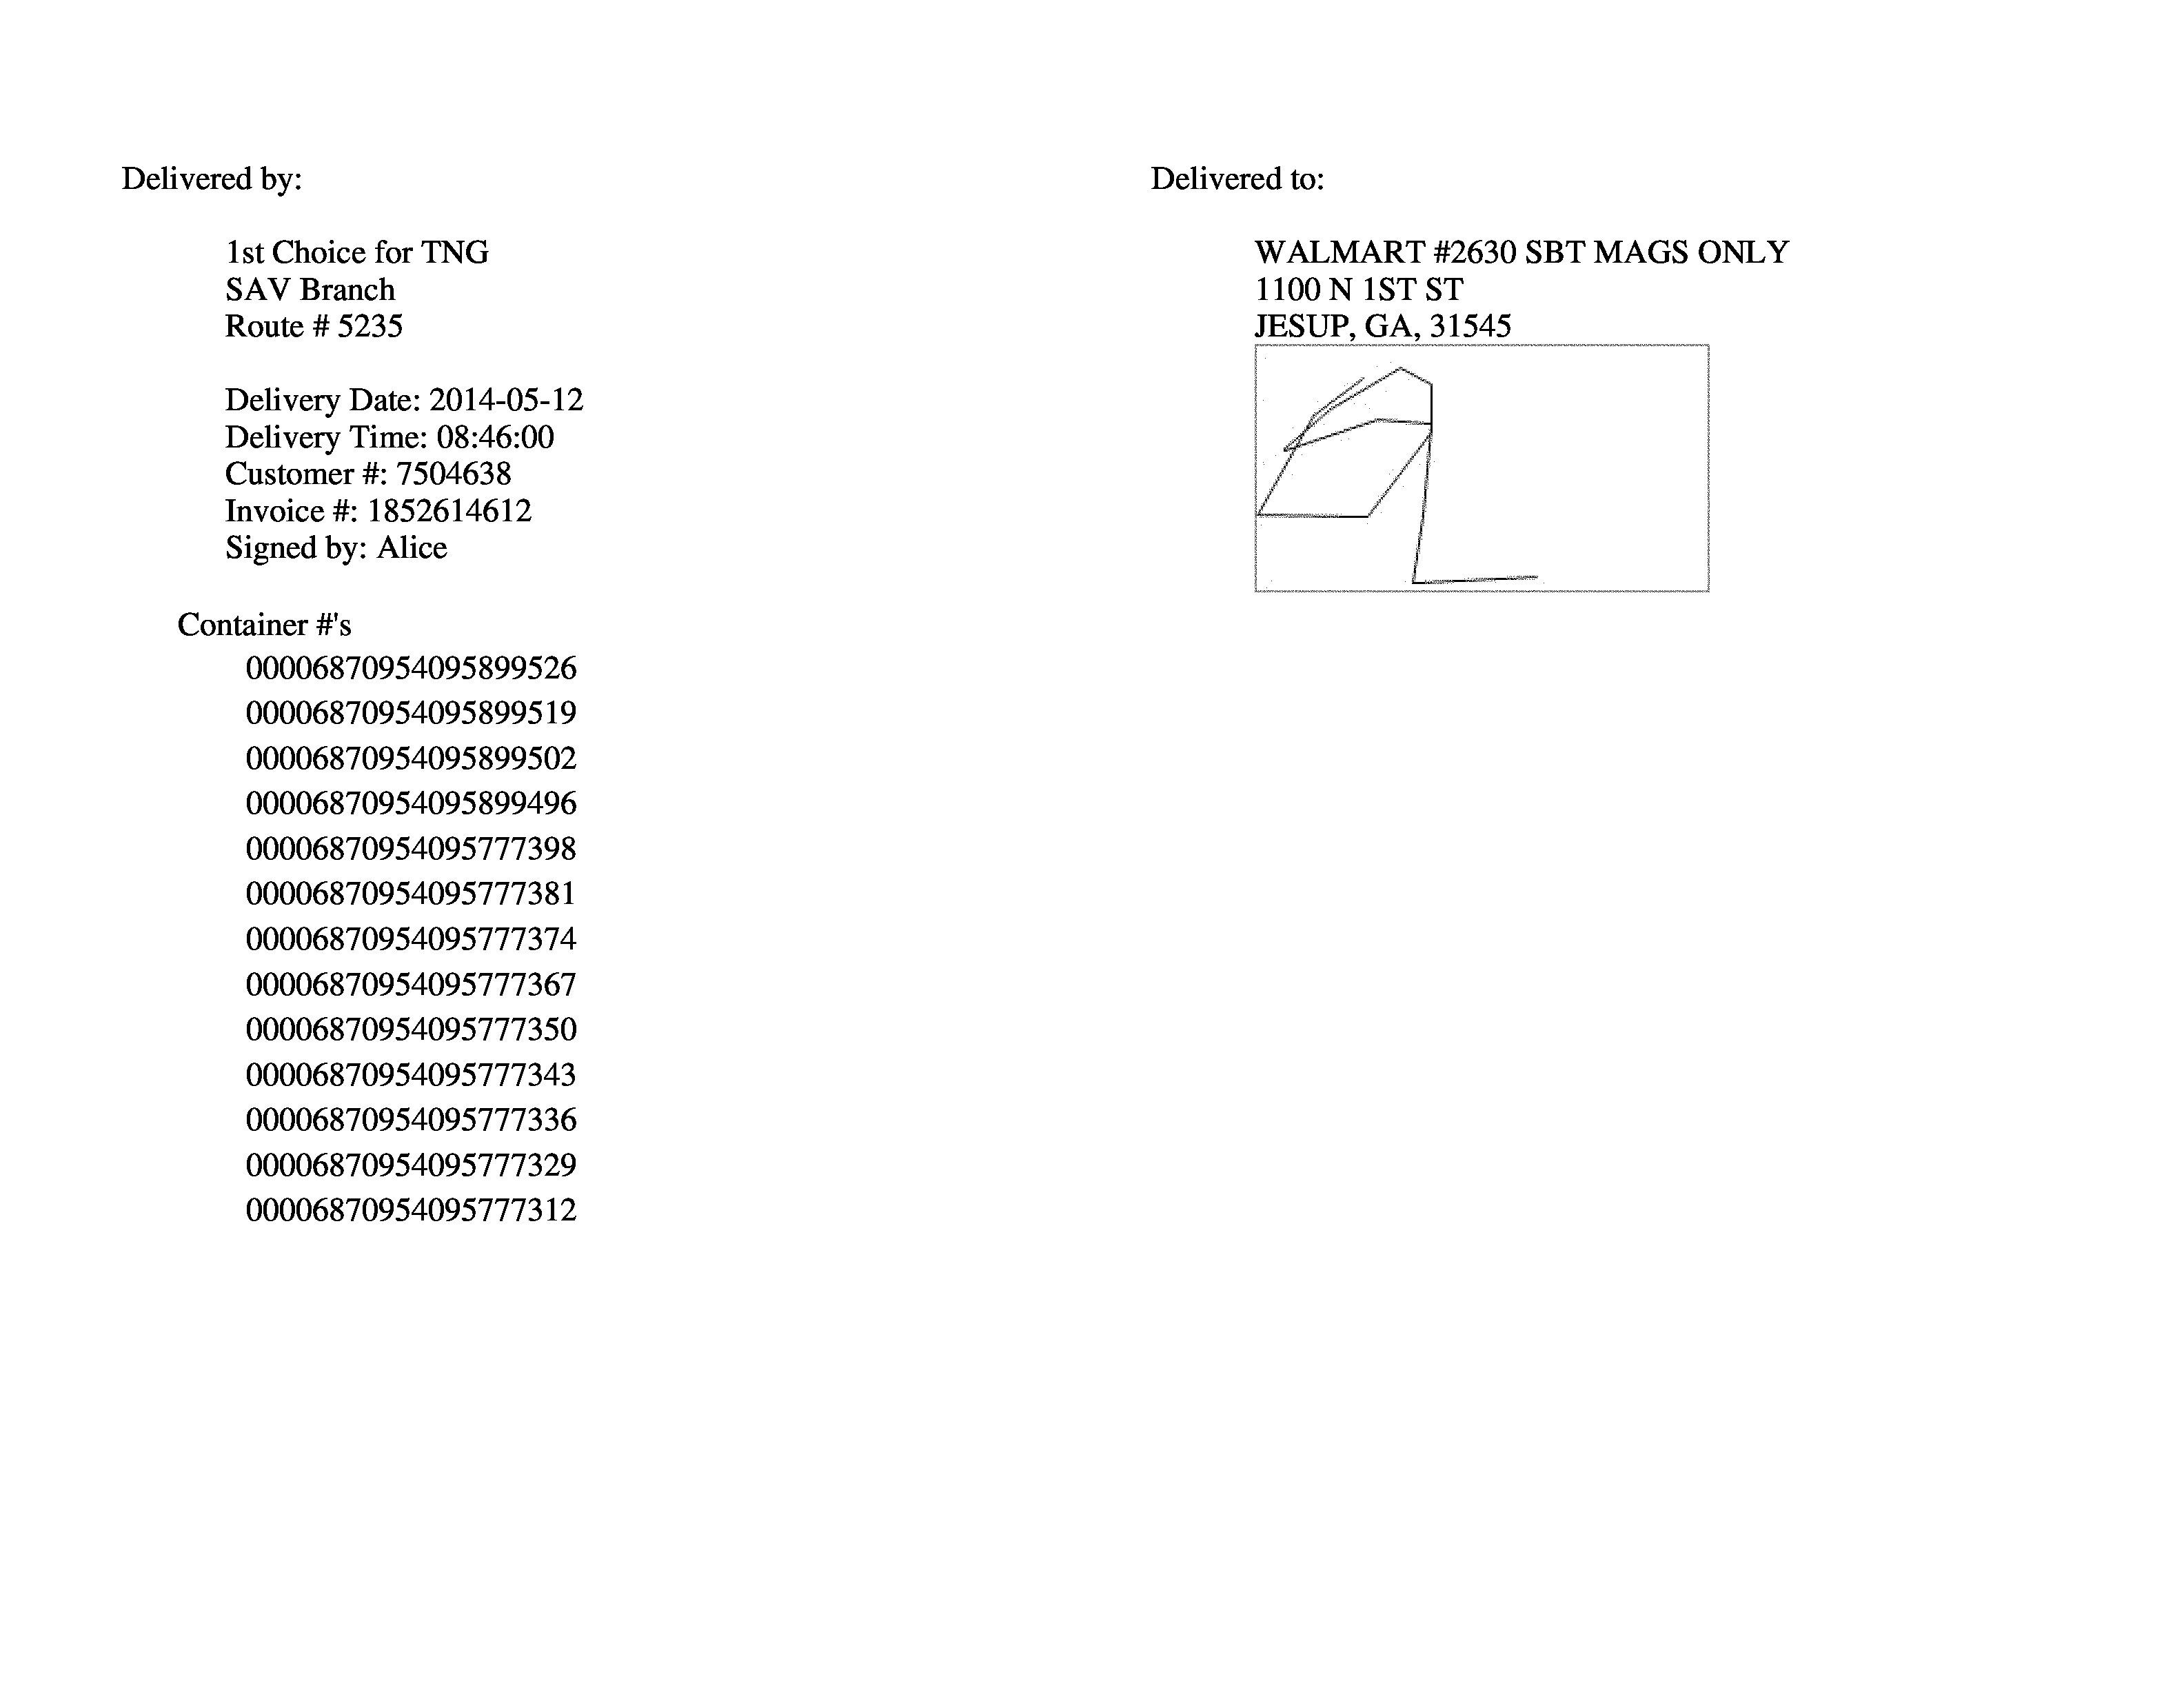 Delivered by:
1st Choice for TNG
SAV Branch
Route # 5235
Delivery Date: 2014-05-12
Delivery Time: 08:46:00
Customer #: 7504638
Invoice #: 1852614612
Signed by: Alice
Container #'s
00006870954095899526
00006870954095899519
00006870954095899502
00006870954095899496
00006870954095777398
00006870954095777381
00006870954095777374
00006870954095777367
00006870954095777350
00006870954095777343
00006870954095777336
00006870954095777329
00006870954095777312
Delivered to:
WALMART #2630 SBT MAGS ONLY
1100 N 1ST ST
JESUP, GA, 31545